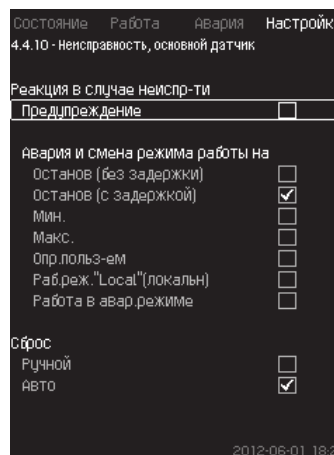 Состояние Работа Авария Настройк
4.4.10 - Неисправность, основной датчик
Реакция в случае неиспр-ти
Предупреждение
Авария и смена режима работы на
Останов (без задержки)
Останов (с задержкой)
Мин.
Макс.
Опр.польз-ем
Раб.реж."Local"(локальн)
Работа в авар.режиме
Сброс
Ручной
Авто
2012-06-01 18:2